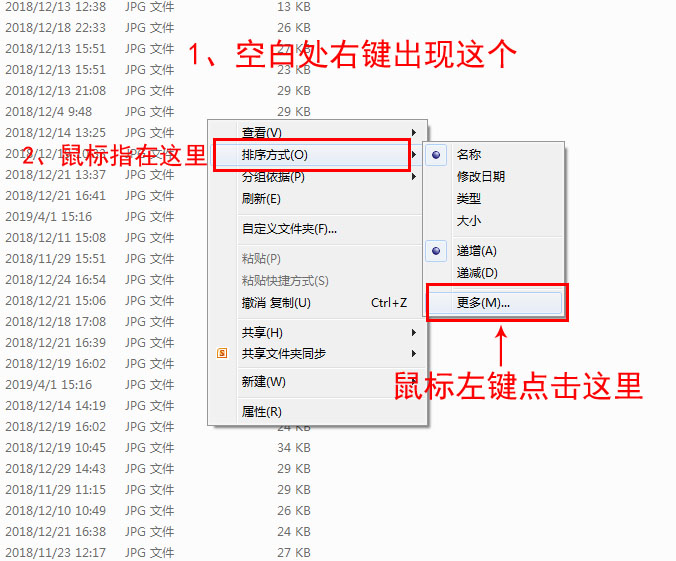 2018/12/13 12:38 JPG 文件 13 KB
2018/12/18 22:33 JPG 文件 26 KB
2018/12/13 15:51 JPG 文件 27 KB
1、空白处右键出现这个
2018/12/13 15:51 JPG 文件 23 KB
2018/12/13 21:08 JPG 文件 29 KB
2018/12/4 9:48 JPG 文件 29 KB
2018/12/14 13:25 JPG 文件
查看(V)
2、鼠标指在这里
排序方式(O)
名称
2018/12/21 13:37 JPG 文件
分组依据(P)
修改日期
2018/12/21 16:41 JPG 文件
刷新(E)
类型
2019/4/1 15:16 JPG 文件
大小
2018/12/11 15:08 JPG 文件
自定义文件夹(F)...
2018/11/29 15:51 JPG 文件
粘贴(P)
递增(A)
2018/12/24 16:54 JPG 文件
粘贴快捷方式(S)
递减(D)
2018/12/21 15:06 JPG 文件
撤消 复制(U) Ctrl+Z
更多(M)...
2018/12/18 17:08 JPG 文件
共享(H)
2018/12/21 16:39 JPG 文件
共享文件夹同步
2018/12/19 16:02 JPG 文件
2019/4/1 15:16 JPG 文件
新建(W)
鼠标左键点击这里
2018/12/14 14:19 JPG 文件
属性(R)
2018/12/19 16:02 JPG 文件 24 KB
2018/12/19 10:45 JPG 文件 34 KB
2018/12/29 14:43 JPG 文件 29 KB
2018/11/29 11:15 JPG 文件 29 KB
2018/12/10 10:49 JPG 文件 26 KB
2018/12/21 16:38 JPG 文件 24 KB
2018/11/23 12:17 JPG 文件 27 KB